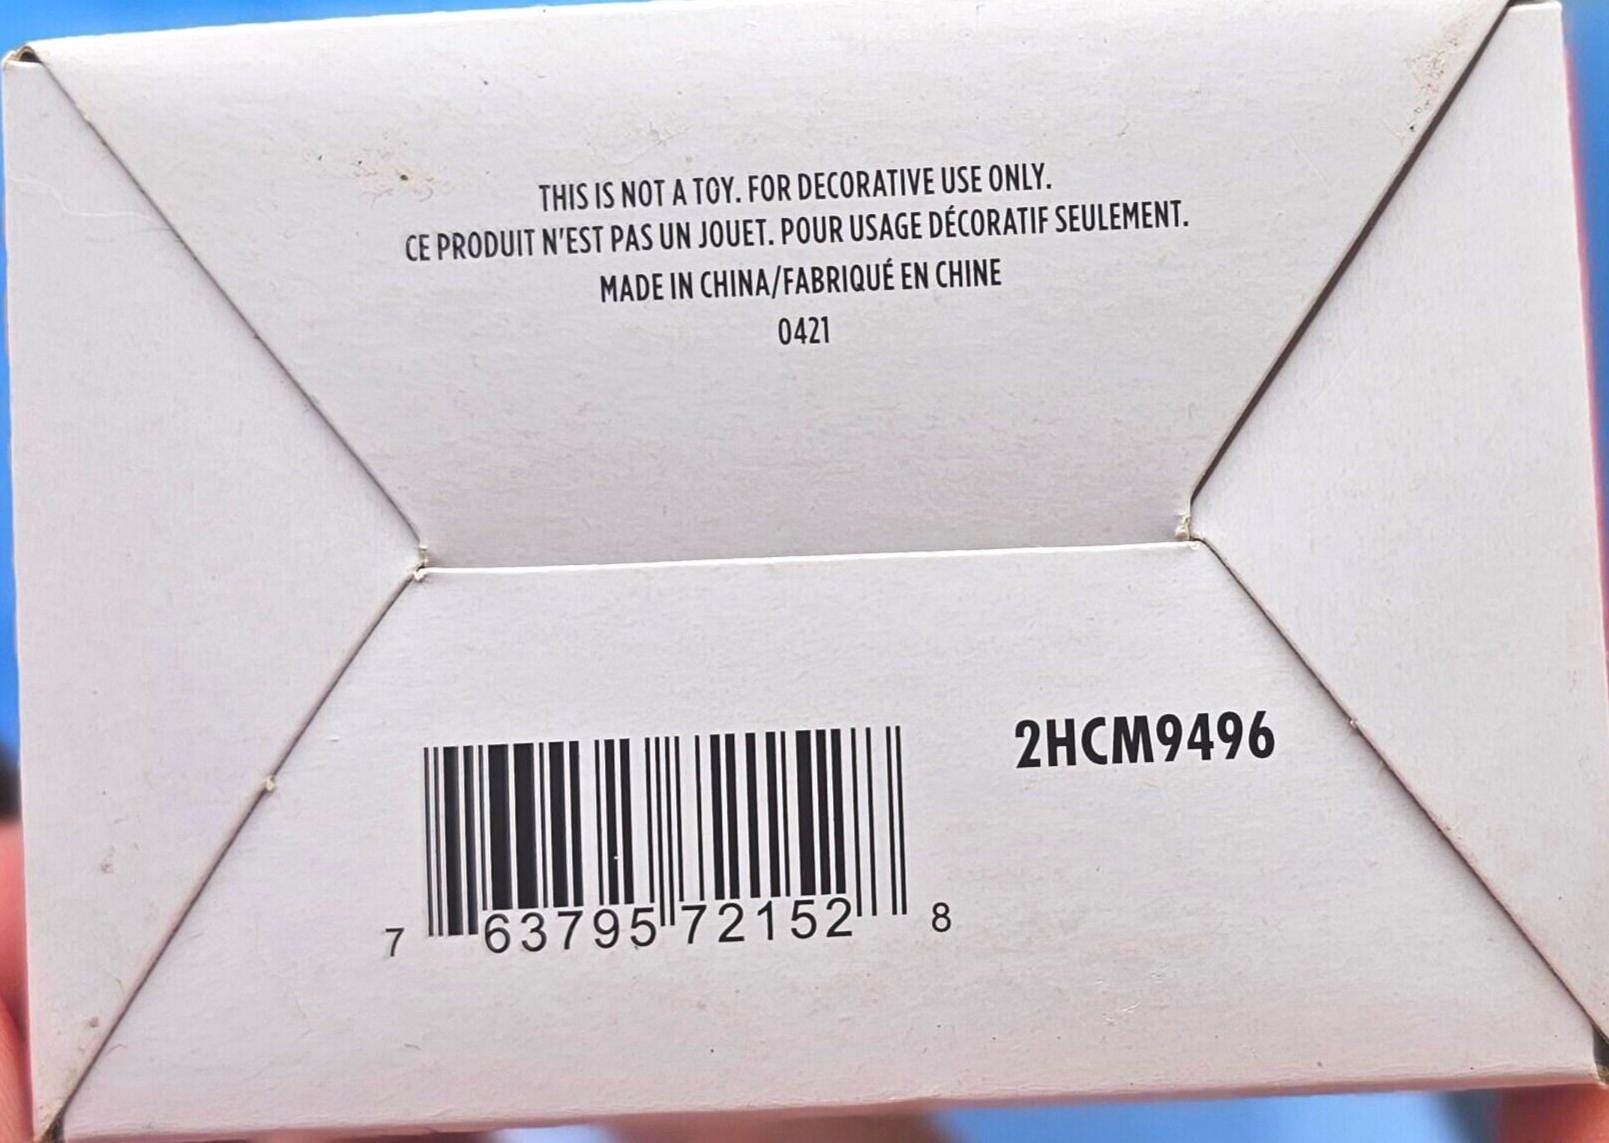 THIS IS NOT A TOY. FOR DECORATIVE USE ONLY.
CE PRODUIT N'EST PAS UN JOUET. POUR USAGE DÉCORATIF SEULEMENT.
MADE IN CHINA/FABRIQUÉ EN CHINE
0421
2HCM9496
7 63795 72152 8